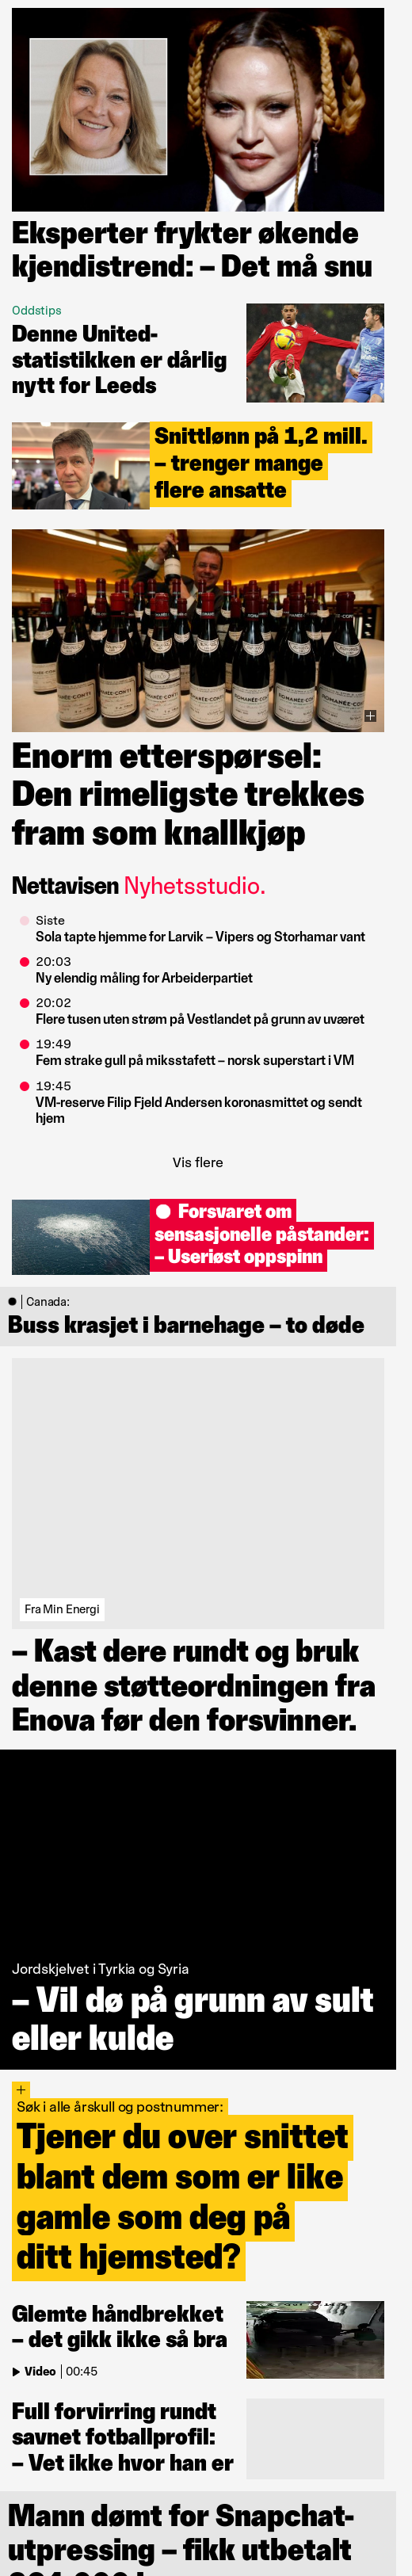 Eksperter frykter økende
kjendistrend: – Det må snu
Oddstips
Denne United-
statistikken er dårlig
nytt for Leeds
Snittlønn på 1,2 mill.
– trenger mange
flere ansatte
ROMANÉE-CONTI
ROMANÉE-CONTI
ROMANÉE-CONTI
ROMANÉE-CONTI
Enorm etterspørsel:
Den rimeligste trekkes
fram som knallkjøp
Nettavisen Nyhetsstudio.
Siste
Sola tapte hjemme for Larvik – Vipers og Storhamar vant
20:03
Ny elendig måling for Arbeiderpartiet
20:02
Flere tusen uten strøm på Vestlandet på grunn av uværet
19:49
Fem strake gull på miksstafett – norsk superstart i VM
19:45
VM-reserve Filip Fjeld Andersen koronasmittet og sendt
hjem
Vis flere
Forsvaret om
sensasjonelle påstander:
– Useriøst oppspinn
Canada:
Buss krasjet i barnehage – to døde
Fra Min Energi
– Kast dere rundt og bruk
denne støtteordningen fra
Enova før den forsvinner.
Jordskjelvet i Tyrkia og Syria
– Vil dø på grunn av sult
eller kulde
Søk i alle årskull og postnummer:
Tjener du over snittet
blant dem som er like
gamle som deg på
ditt hjemsted?
Glemte håndbrekket
– det gikk ikke så bra
Video 00:45
Full forvirring rundt
savnet fotballprofil:
– Vet ikke hvor han er
Mann dømt for Snapchat-
utpressing – fikk utbetalt